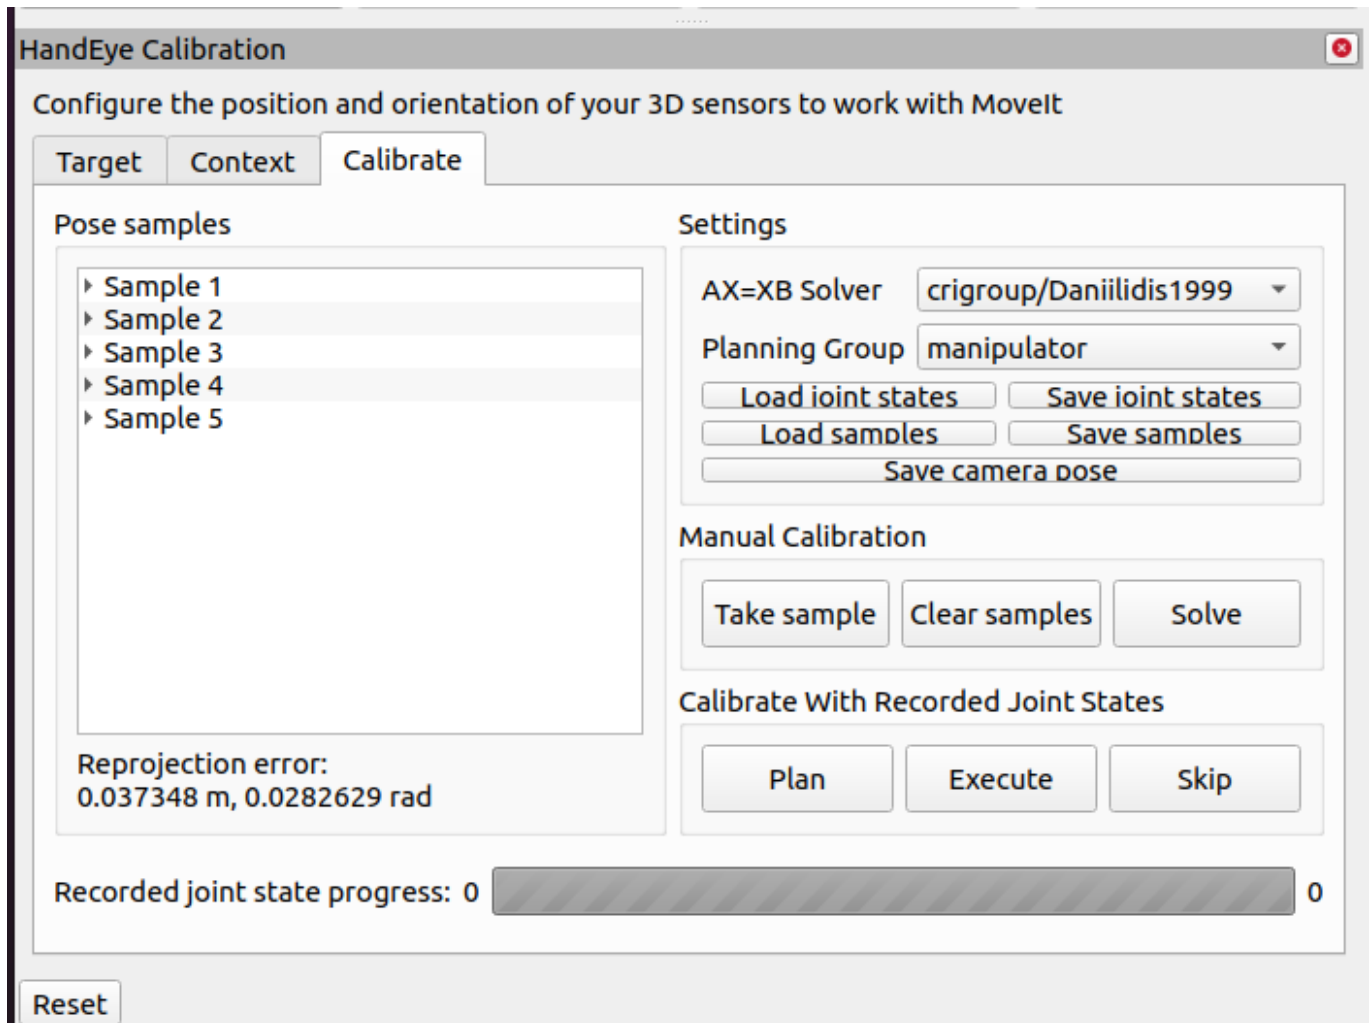 HandEye Calibration
Configure the position and orientation of your 3D sensors to work with MoveIt
Target Context Calibrate
Pose samples
Sample 1
Sample 2
Sample 3
Sample 4
Sample 5
Reprojection error:
0.037348 m, 0.0282629 rad
Settings
AX=XB Solver crigroup/Daniilidis1999
Planning Group manipulator
Load joint states Save joint states
Load samples Save samples
Save camera pose
Manual Calibration
Take sample Clear samples Solve
Calibrate With Recorded Joint States
Plan Execute Skip
Recorded joint state progress: 0 0
Reset